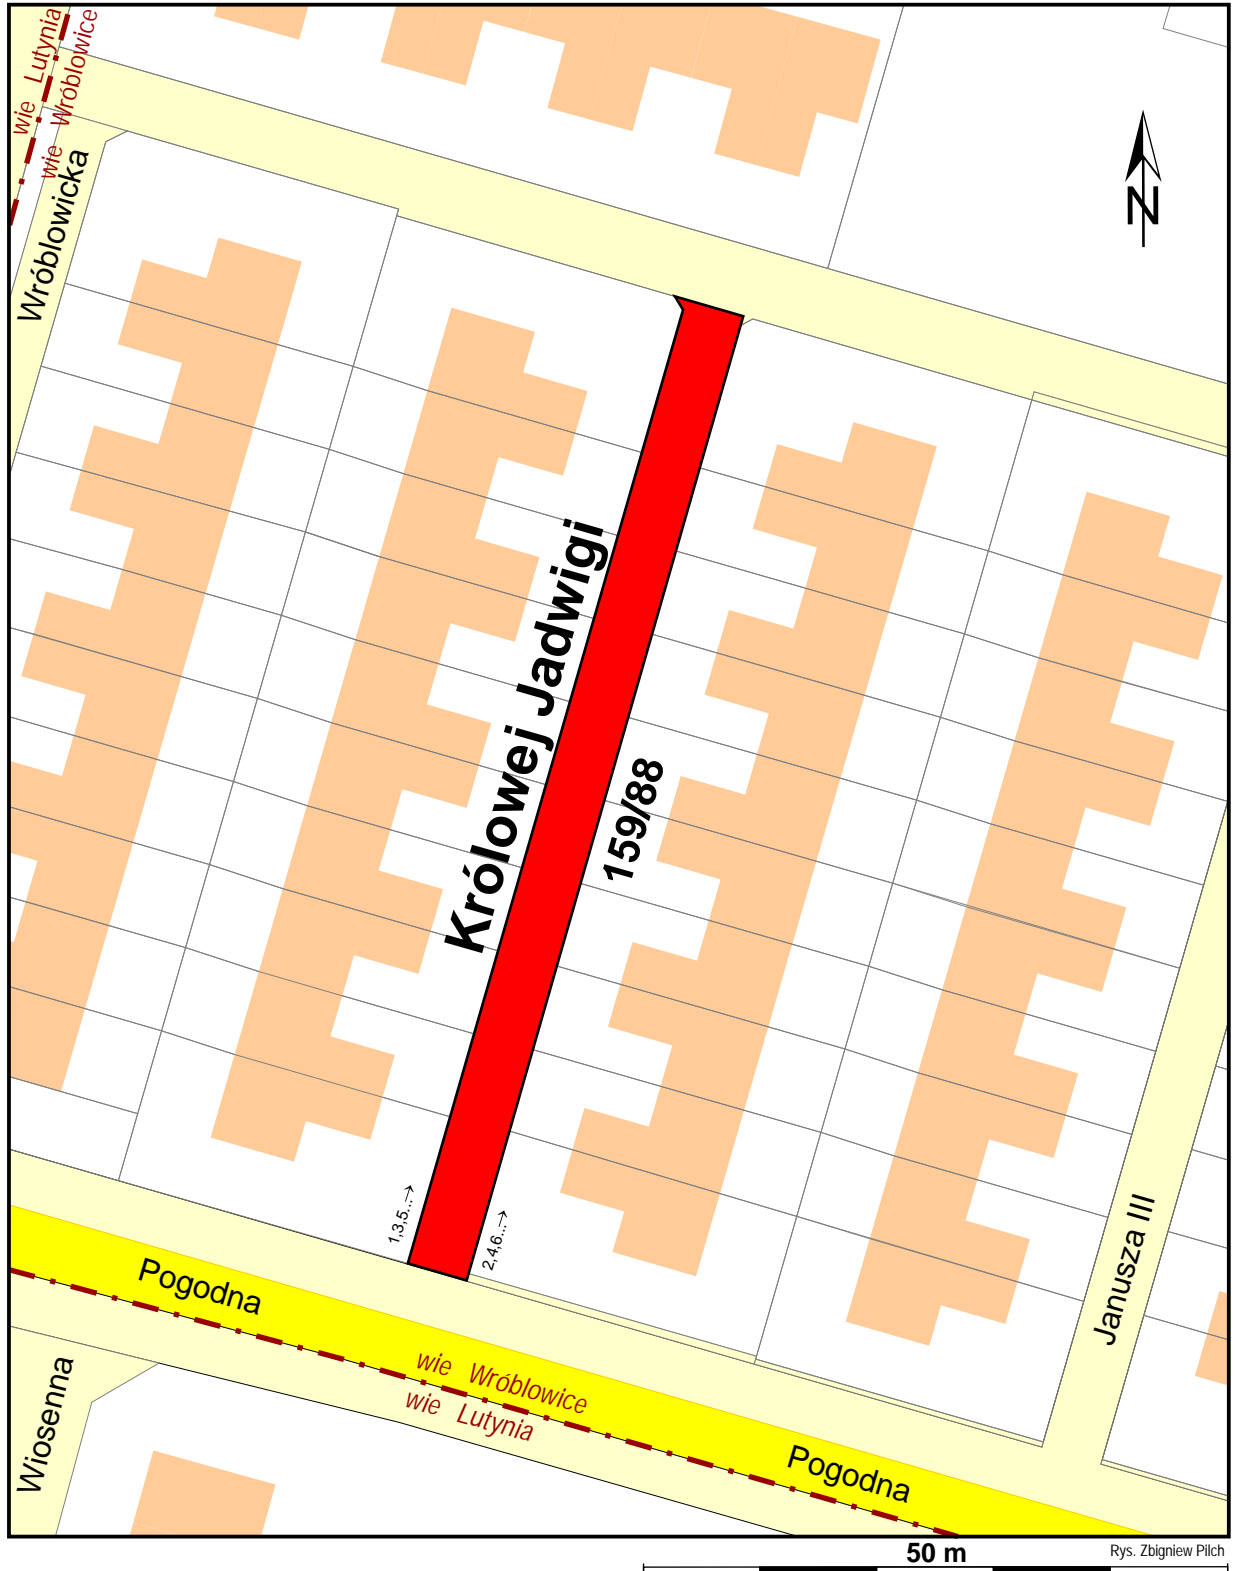 wie Lutynia
wie Wróblowice
wie
Wróblowicka
N
Królowej Jadwigi
159/88
1,3,5...→
2,4,6...→
Janusza III
Pogodna
wie Wróblowice
wie Lutynia
Pogodna
Wiosenna
50 m
Rys. Zbigniew Pilch